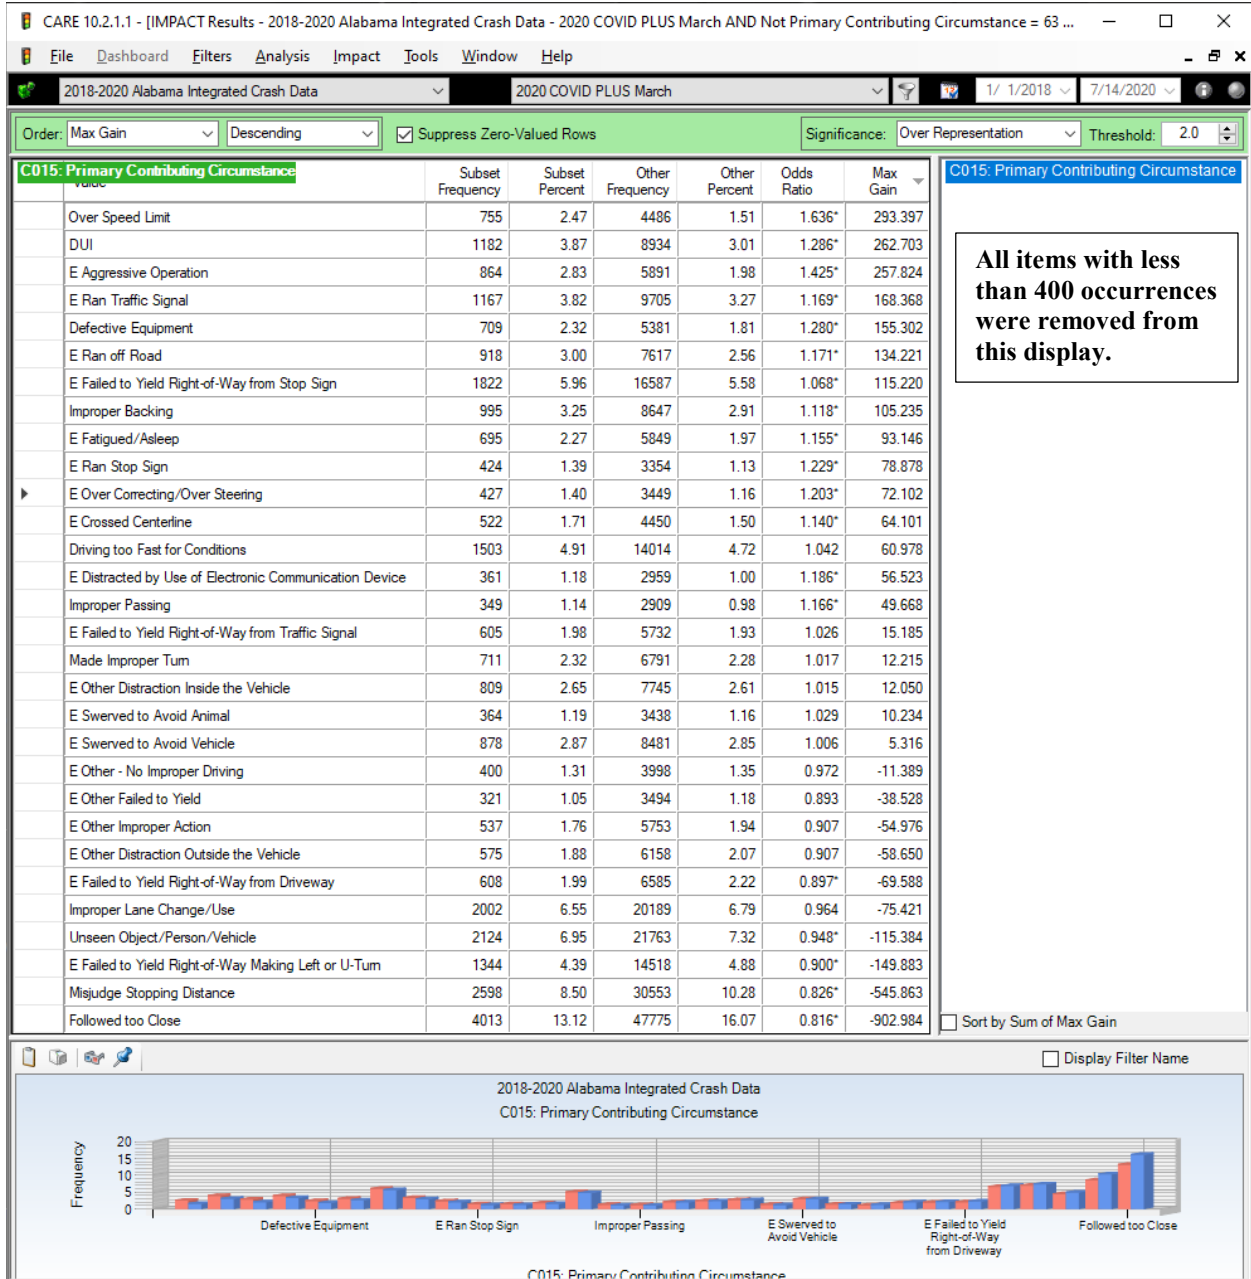 CARE 10.2.1.1 - [IMPACT Results - 2018-2020 Alabama Integrated Crash Data - 2020 COVID PLUS March AND Not Primary Contributing Circumstance = 63 ...
File Dashboard Filters Analysis Impact Tools Window Help
2018-2020 Alabama Integrated Crash Data 2020 COVID PLUS March 1/ 1/2018 7/14/2020
Order: Max Gain Descending Suppress Zero-Valued Rows Significance: Over Representation Threshold: 2.0
C015: Primary Contributing Circumstance Subset Frequency Subset Percent Other Frequency Other Percent Odds Ratio Max Gain
Over Speed Limit 755 2.47 4486 1.51 1.636* 293.397
DUI 1182 3.87 8934 3.01 1.286* 262.703
E Aggressive Operation 864 2.83 5891 1.98 1.425* 257.824
E Ran Traffic Signal 1167 3.82 9705 3.27 1.169* 168.368
Defective Equipment 709 2.32 5381 1.81 1.280* 155.302
E Ran off Road 918 3.00 7617 2.56 1.171* 134.221
E Failed to Yield Right-of-Way from Stop Sign 1822 5.96 16587 5.58 1.068* 115.220
Improper Backing 995 3.25 8647 2.91 1.118* 105.235
E Fatigued/Asleep 695 2.27 5849 1.97 1.155* 93.146
E Ran Stop Sign 424 1.39 3354 1.13 1.229* 78.878
E Over Correcting/Over Steering 427 1.40 3449 1.16 1.203* 72.102
E Crossed Centerline 522 1.71 4450 1.50 1.140* 64.101
Driving too Fast for Conditions 1503 4.91 14014 4.72 1.042 60.978
E Distracted by Use of Electronic Communication Device 361 1.18 2959 1.00 1.186* 56.523
Improper Passing 349 1.14 2909 0.98 1.166* 49.668
E Failed to Yield Right-of-Way from Traffic Signal 605 1.98 5732 1.93 1.026 15.185
Made Improper Turn 711 2.32 6791 2.28 1.017 12.215
E Other Distraction Inside the Vehicle 809 2.65 7745 2.61 1.015 12.050
E Swerved to Avoid Animal 364 1.19 3438 1.16 1.029 10.234
E Swerved to Avoid Vehicle 878 2.87 8481 2.85 1.006 5.316
E Other - No Improper Driving 400 1.31 3998 1.35 0.972 -11.389
E Other Failed to Yield 321 1.05 3494 1.18 0.893 -38.528
E Other Improper Action 537 1.76 5753 1.94 0.907 -54.976
E Other Distraction Outside the Vehicle 575 1.88 6158 2.07 0.907 -58.650
E Failed to Yield Right-of-Way from Driveway 608 1.99 6585 2.22 0.897* -69.588
Improper Lane Change/Use 2002 6.55 20189 6.79 0.964 -75.421
Unseen Object/Person/Vehicle 2124 6.95 21763 7.32 0.948* -115.384
E Failed to Yield Right-of-Way Making Left or U-Turn 1344 4.39 14518 4.88 0.900* -149.883
Misjudge Stopping Distance 2598 8.50 30553 10.28 0.826* -545.863
Followed too Close 4013 13.12 47775 16.07 0.816* -902.984
C015: Primary Contributing Circumstance
All items with less
than 400 occurrences
were removed from
this display.
Sort by Sum of Max Gain
Display Filter Name
2018-2020 Alabama Integrated Crash Data
C015: Primary Contributing Circumstance
Frequency
20
15
10
5
0
Defective Equipment
E Ran Stop Sign
Improper Passing
E Swerved to
Avoid Vehicle
E Failed to Yield
Right-of-Way
from Driveway
Followed too Close
C015: Primary Contributing Circumstance